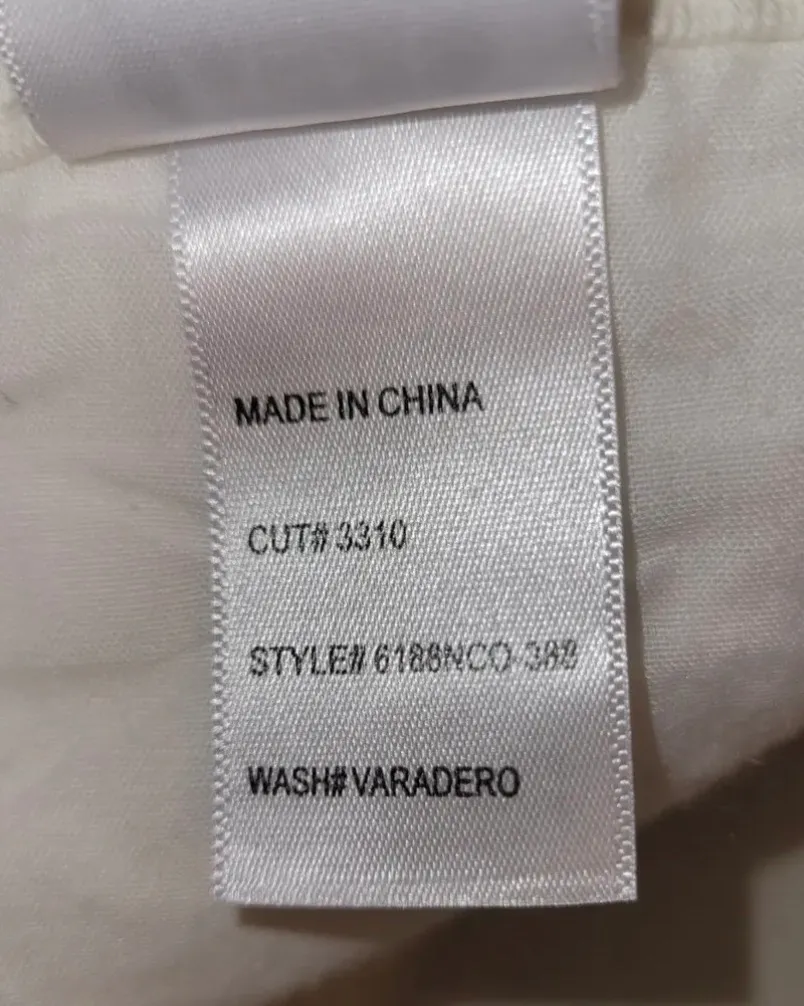 MADE IN CHINA
CUT# 3310
STYLE# 6188NCO-388
WASH# VARADERO